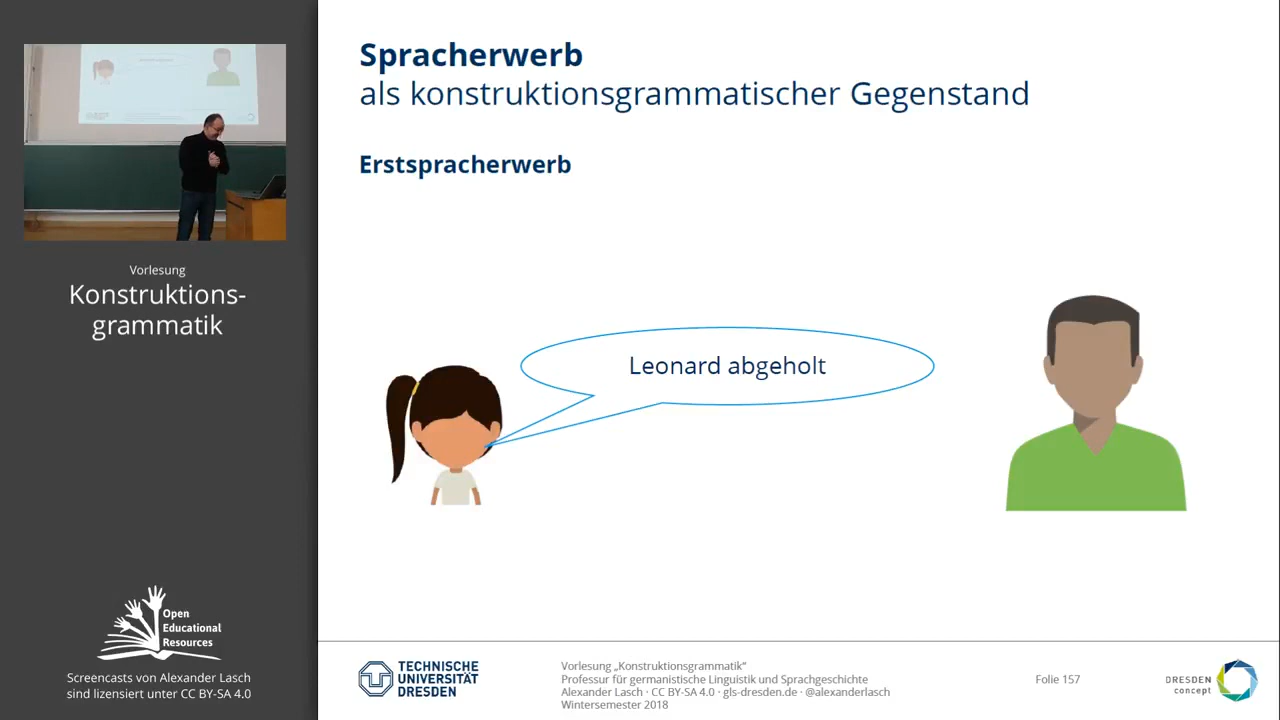 Vorlesung
Konstruktions-
grammatik
Open
Educational
Resources
Screencasts von Alexander Lasch
sind lizensiert unter CC BY-SA 4.0
Spracherwerb
als konstruktionsgrammatischer Gegenstand
Erstspracherwerb
Leonard abgeholt
TECHNISCHE
UNIVERSITÄT
DRESDEN
Vorlesung „Konstruktionsgrammatik“
Professur für germanistische Linguistik und Sprachgeschichte
Alexander Lasch · CC BY-SA 4.0 · gls-dresden.de · @alexanderlasch
Wintersemester 2018
Folie 157
DRESDEN
concept